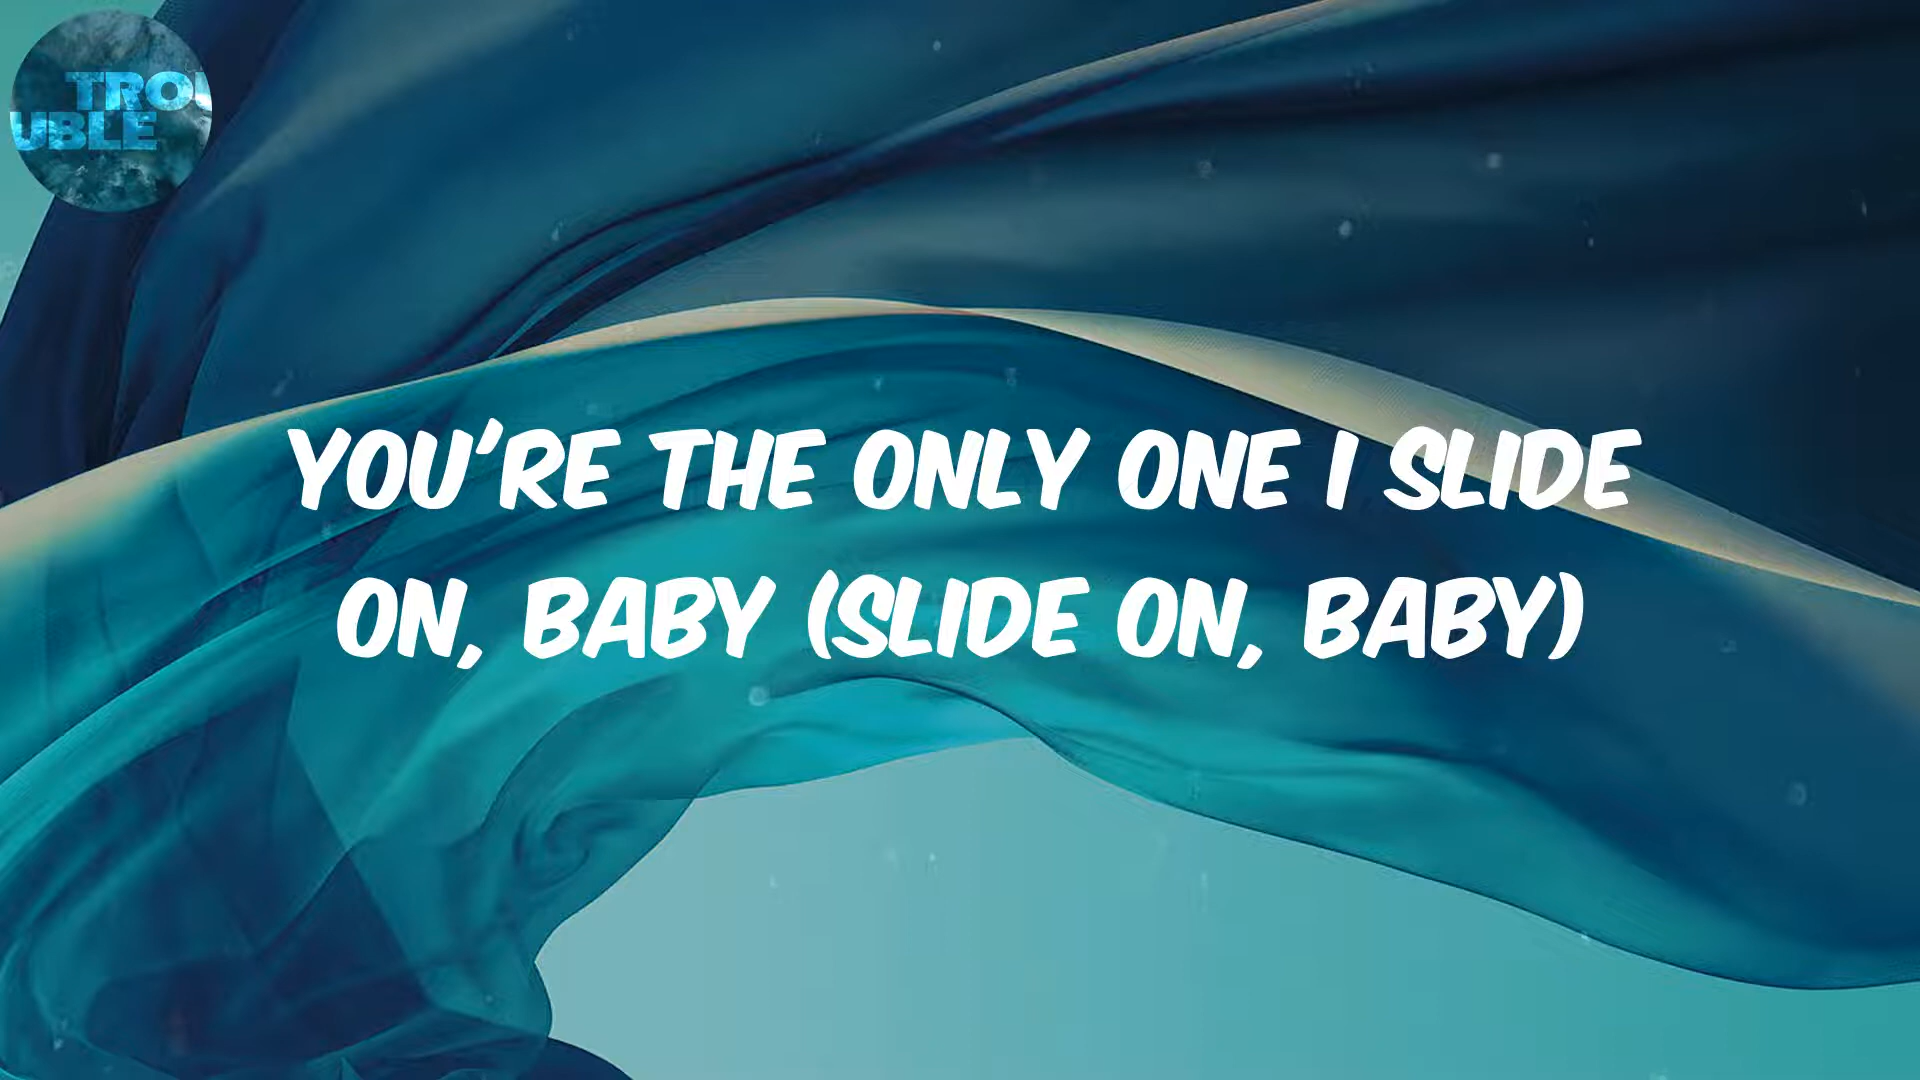 TROU
UBLE
YOU'RE THE ONLY ONE I SLIDE
ON, BABY (SLIDE ON, BABY)